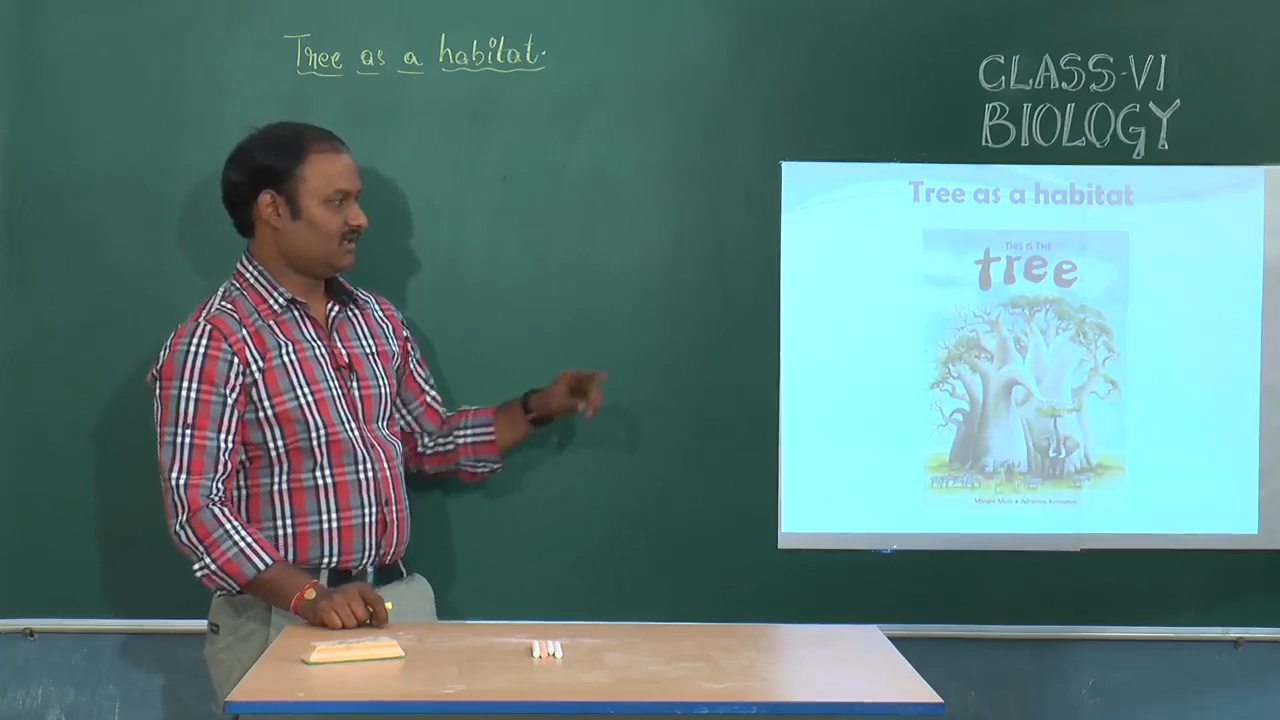 Tree as a habitat.
CLASS-VI
BIOLOGY
Tree as a habitat
THIS IS THE
tree